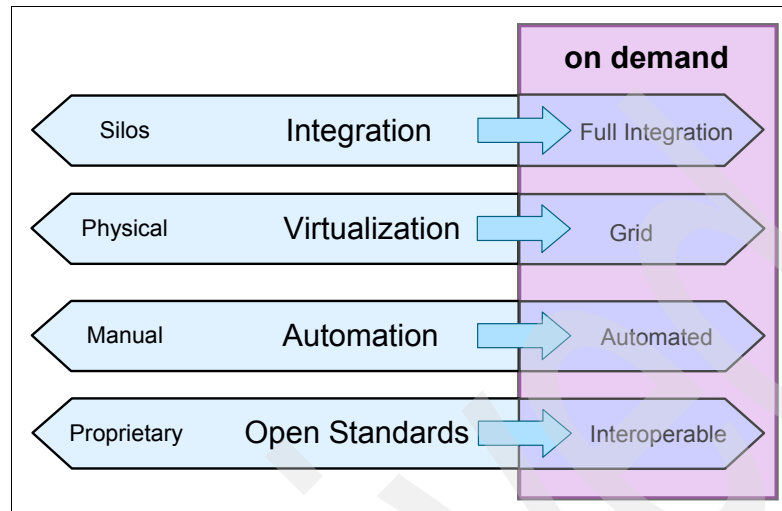 on demand
Silos Integration Full Integration
Physical Virtualization Grid
Manual Automation Automated
Proprietary Open Standards Interoperable